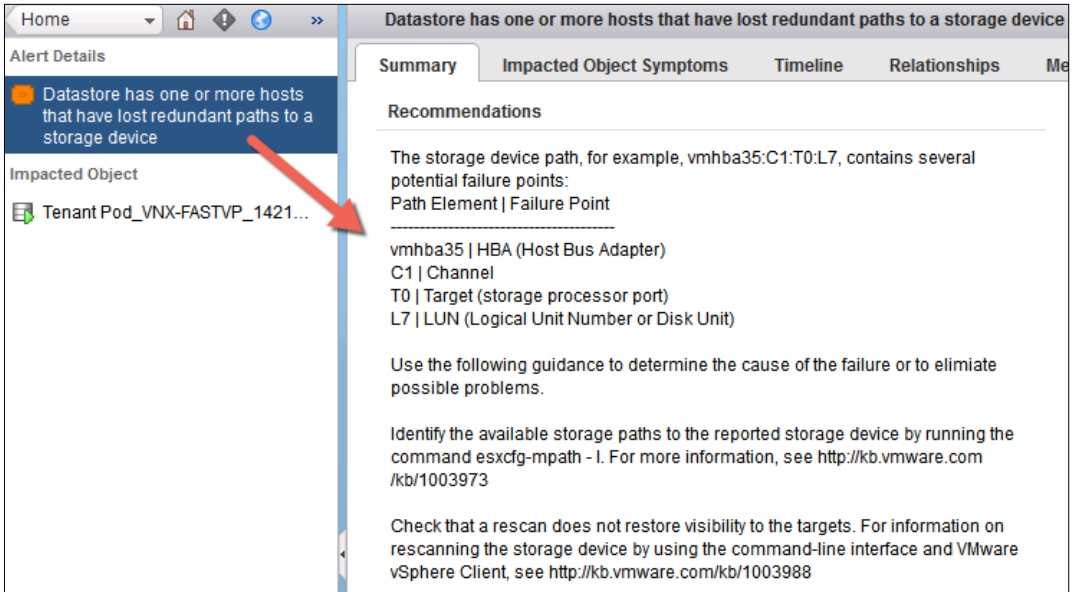 Home
»
Alert Details
Datastore has one or more hosts
that have lost redundant paths to a
storage device
Impacted Object
Tenant Pod_VNX-FASTVP_1421...
Datastore has one or more hosts that have lost redundant paths to a storage device
Summary Impacted Object Symptoms Timeline Relationships Me
Recommendations
The storage device path, for example, vmhba35:C1:T0:L7, contains several
potential failure points:
Path Element | Failure Point
----------------------------------------
vmhba35 | HBA (Host Bus Adapter)
C1 | Channel
T0 | Target (storage processor port)
L7 | LUN (Logical Unit Number or Disk Unit)
Use the following guidance to determine the cause of the failure or to elimiate
possible problems.
Identify the available storage paths to the reported storage device by running the
command esxcfg-mpath - l. For more information, see http://kb.vmware.com
/kb/1003973
Check that a rescan does not restore visibility to the targets. For information on
rescanning the storage device by using the command-line interface and VMware
vSphere Client, see http://kb.vmware.com/kb/1003988